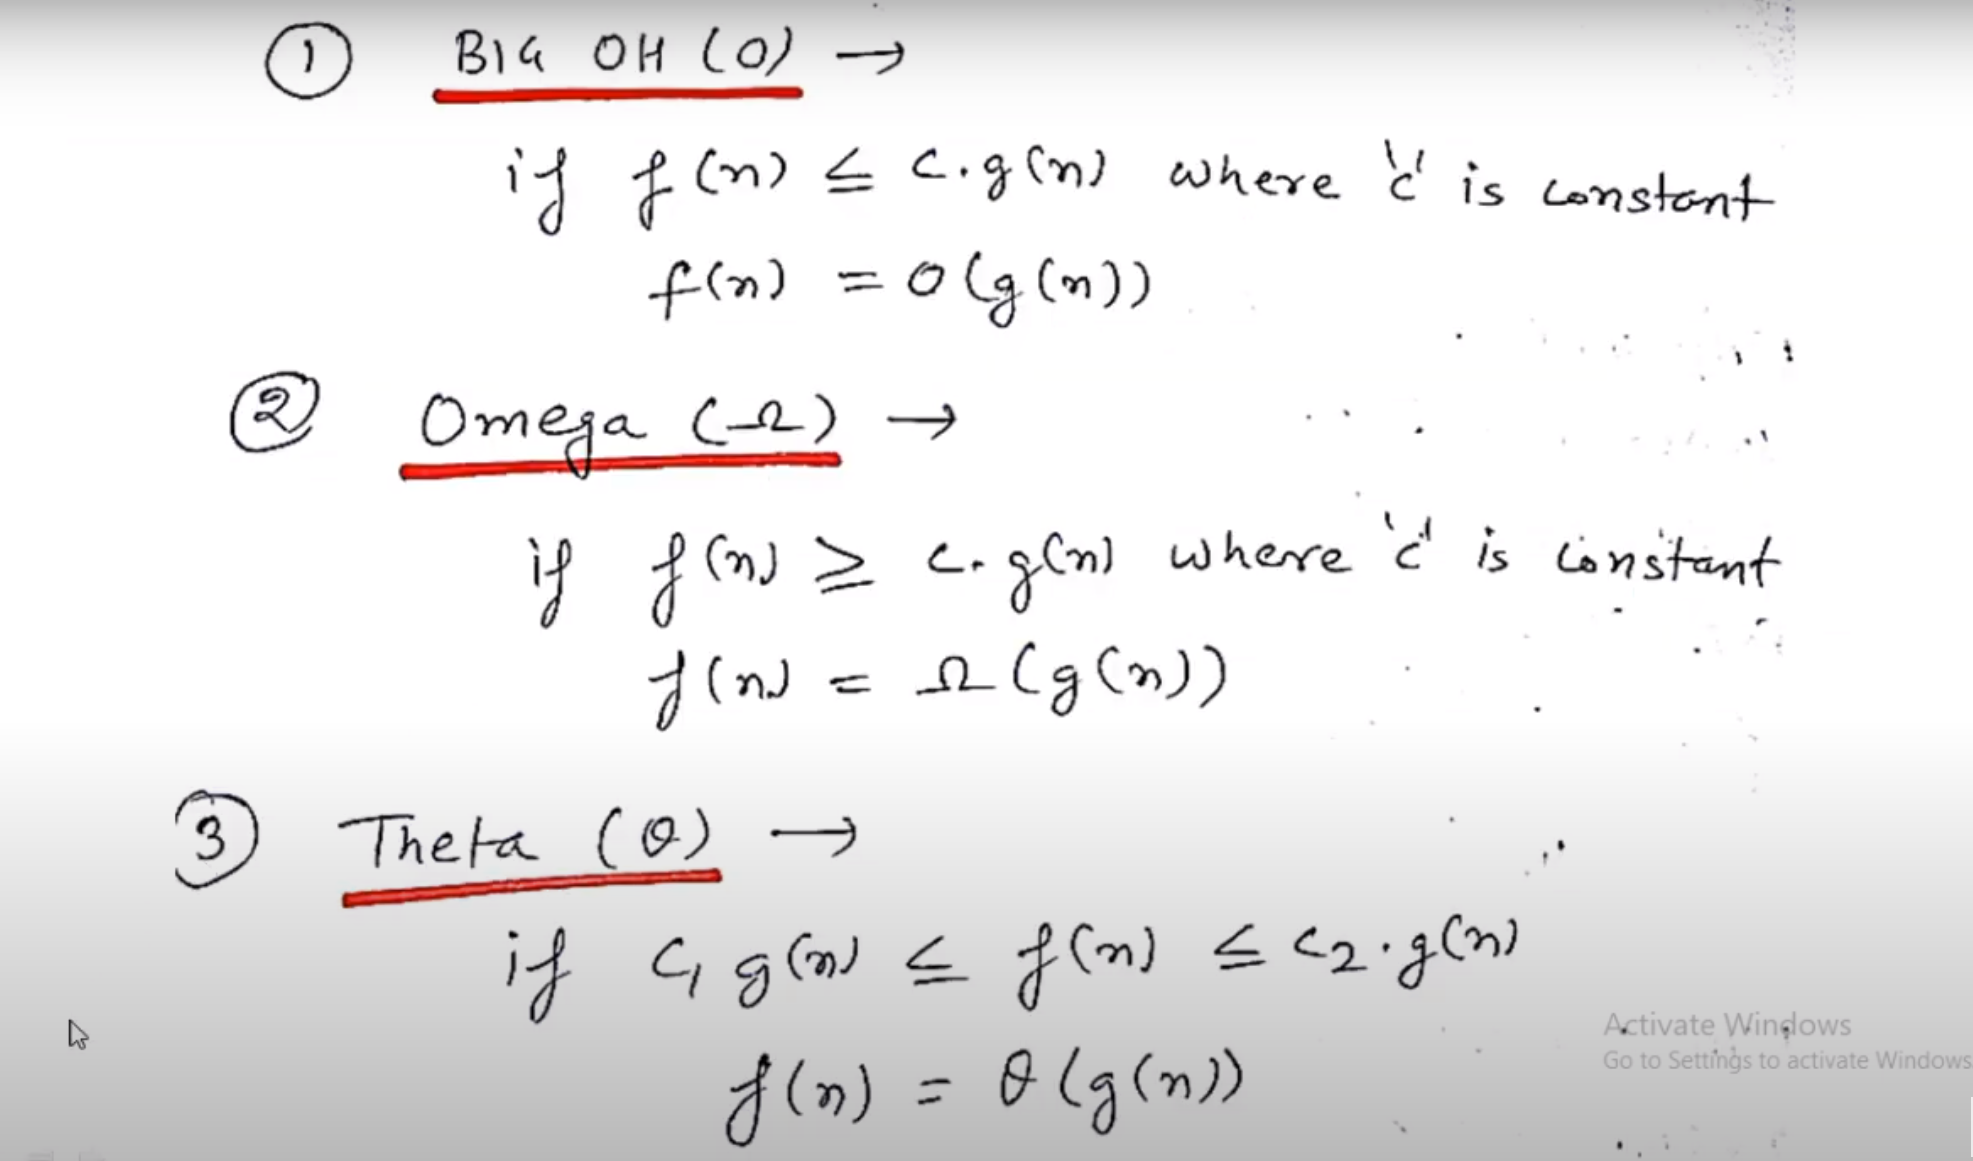 ① BIG OH (O) →
if f(n) ≤ c.g(n) where 'c' is constant
f(n) = O(g(n))
② Omega (Ω) →
if f(n) ≥ c.g(n) where 'c' is constant
f(n) = Ω(g(n))
③ Theta (θ) →
if c₁ g(n) ≤ f(n) ≤ c₂.g(n)
f(n) = θ(g(n))
Activate Windows
Go to Settings to activate Windows